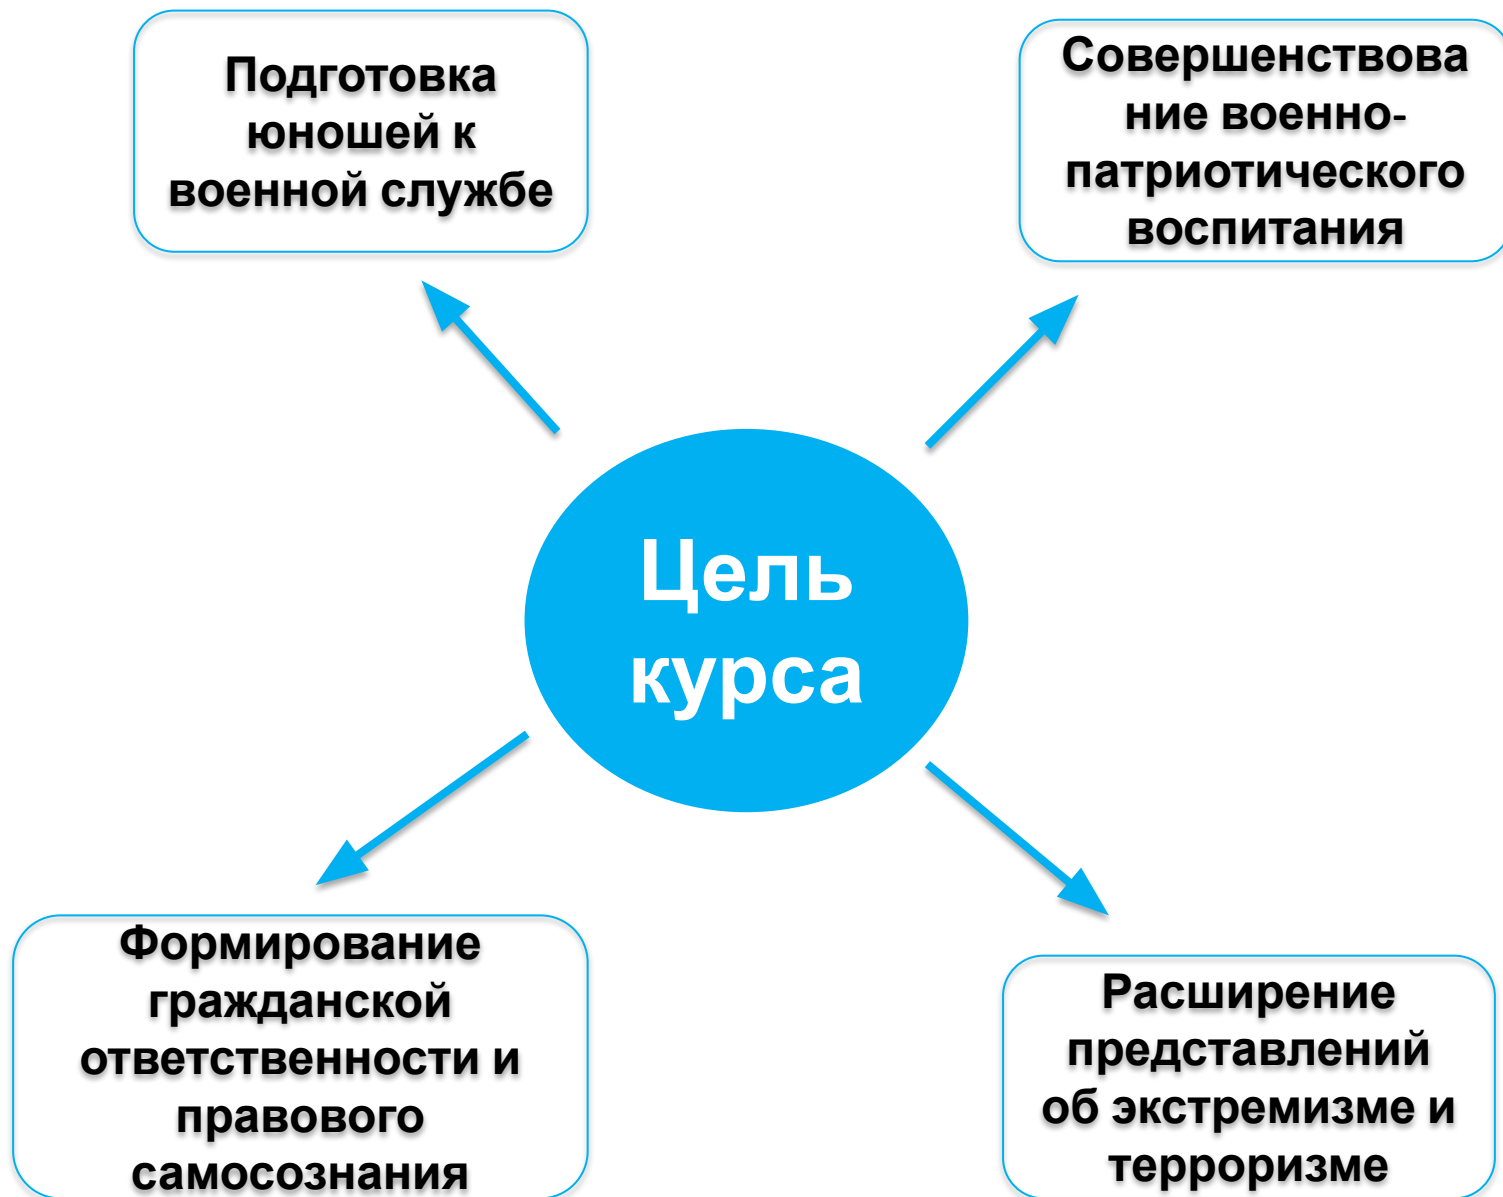 Подготовка
юношей к
военной службе
Совершенствова
ние военно-
патриотического
воспитания
Цель
курса
Формирование
гражданской
ответственности и
правового
самосознания
Расширение
представлений
об экстремизме и
терроризме